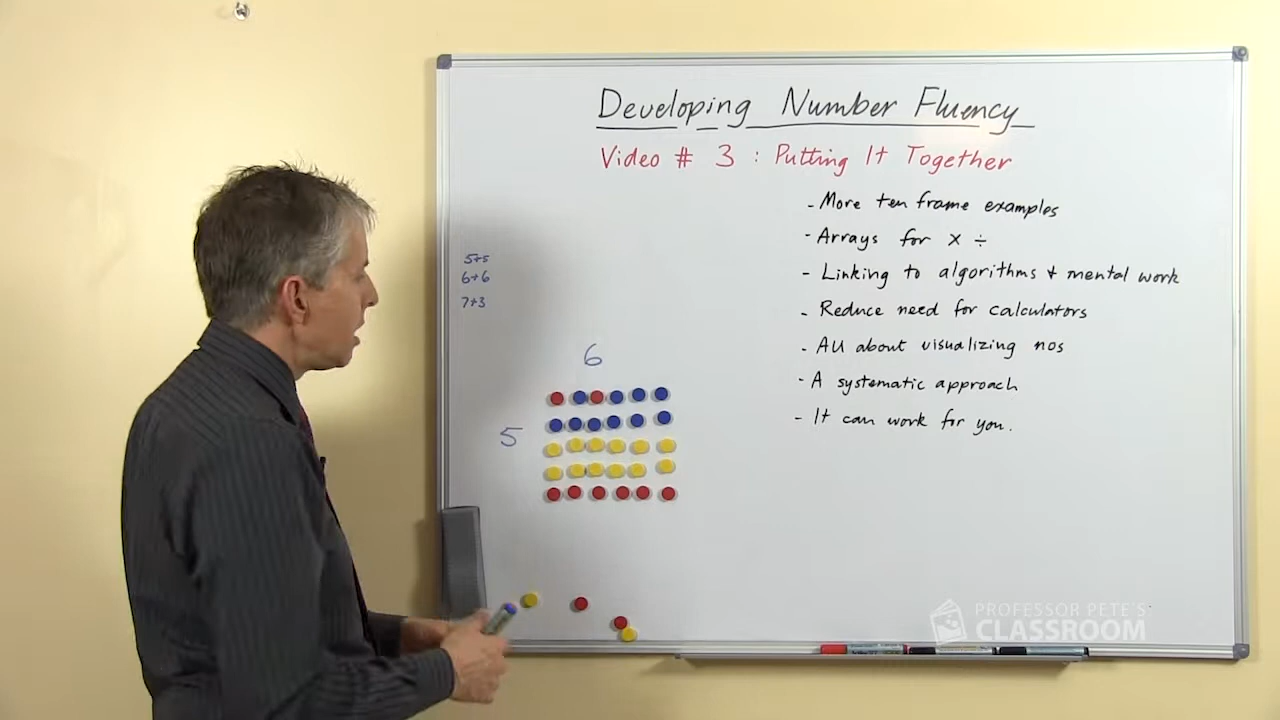 Developing Number Fluency
Video # 3 : Putting It Together
- More ten frame examples
- Arrays for × ÷
- Linking to algorithms + mental work
- Reduce need for calculators
- All about visualizing nos
- A systematic approach
- It can work for you.
5+5
6+6
7+3
6
5
PROFESSOR PETE'S
CLASSROOM